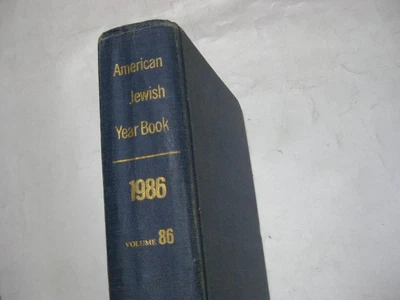 American
Jewish
Year Book
1986
VOLUME 86